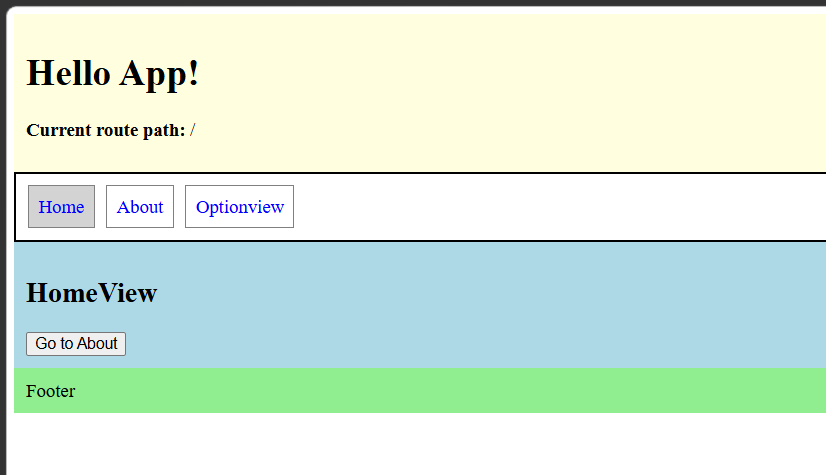 Hello App!
Current route path: /
Home About Optionview
HomeView
Go to About
Footer